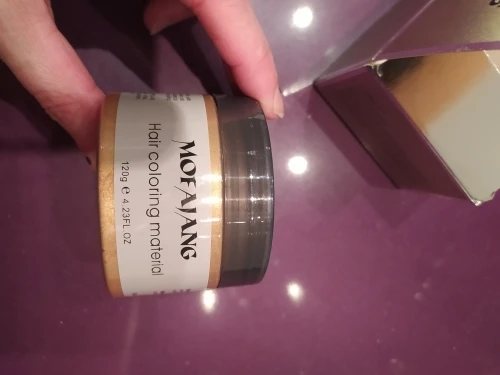 MOFAJANG
Hair coloring material
120g e 4.23FL OZ